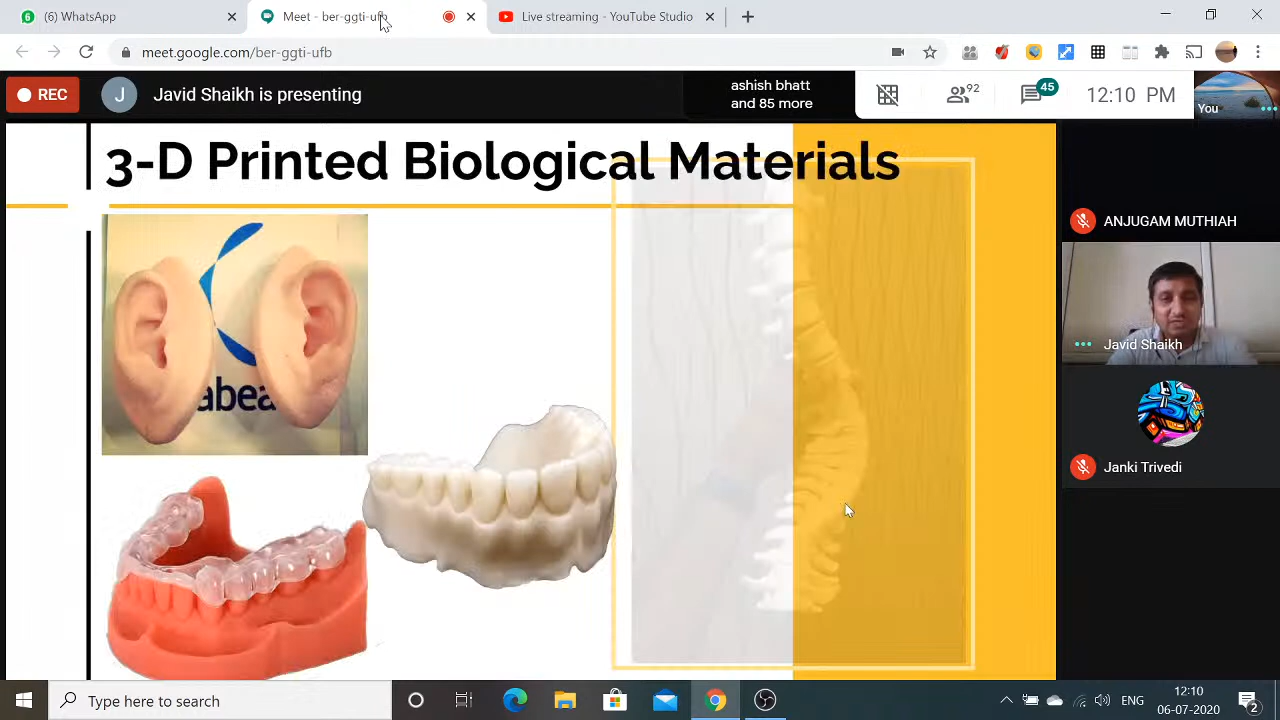 (6) WhatsApp
Meet - ber-ggti-ufb
Live streaming - YouTube Studio
meet.google.com/ber-ggti-ufb
REC
J
Javid Shaikh is presenting
ashish bhatt
and 85 more
92
45
12:10 PM
You
3-D Printed Biological Materials
abea
ANJUGAM MUTHIAH
Javid Shaikh
Janki Trivedi
Type here to search
ENG
12:10
06-07-2020
2